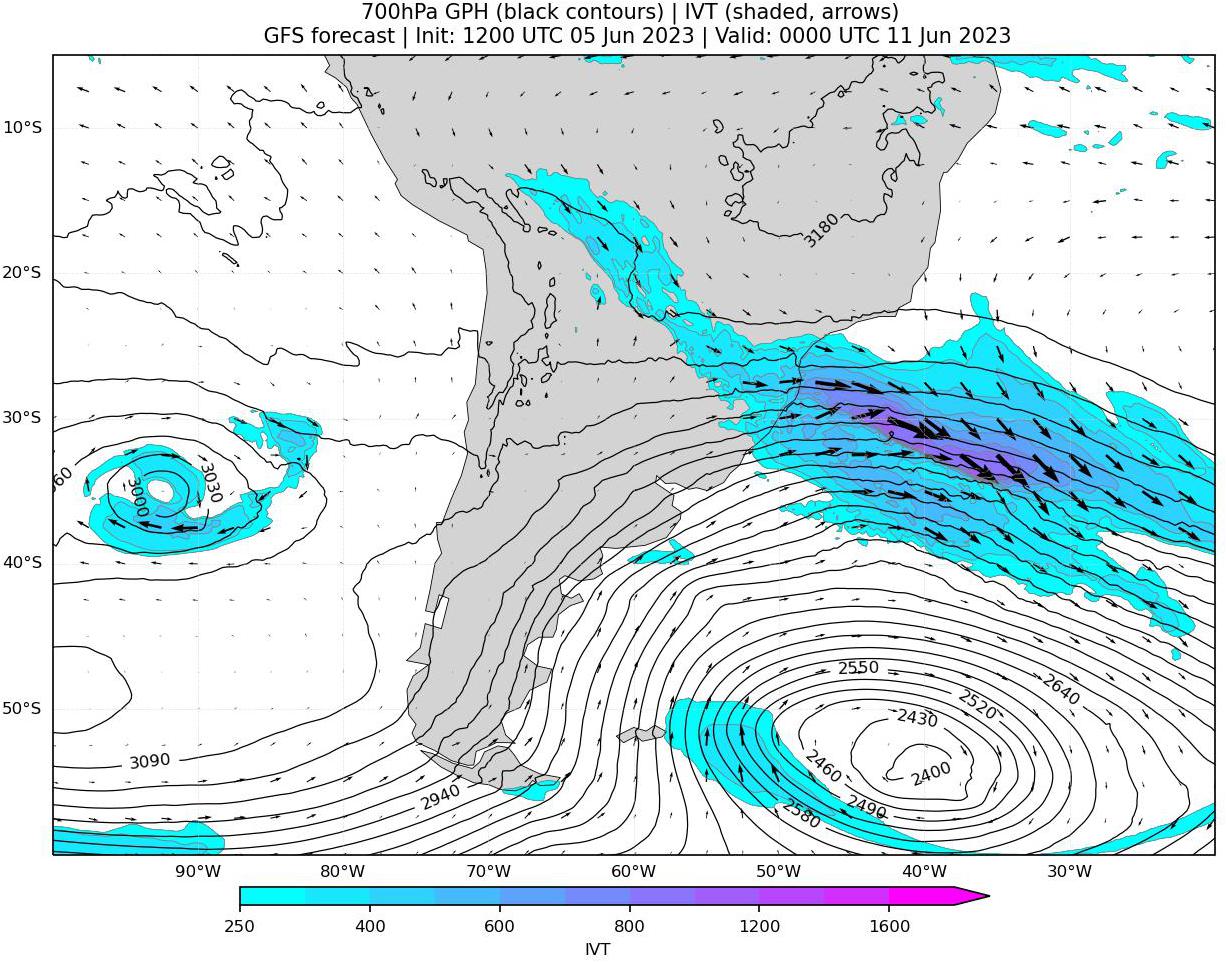 700hPa GPH (black contours) | IVT (shaded, arrows)
GFS forecast | Init: 1200 UTC 05 Jun 2023 | Valid: 0000 UTC 11 Jun 2023
10°S
3180
20°S
30°S
60
3000
3030
40°S
2550
2640
2520
50°S
2430
3090
2460
2400
2940
2490
2580
90°W 80°W 70°W 60°W 50°W 40°W 30°W
250 400 600 800 1200 1600
IVT